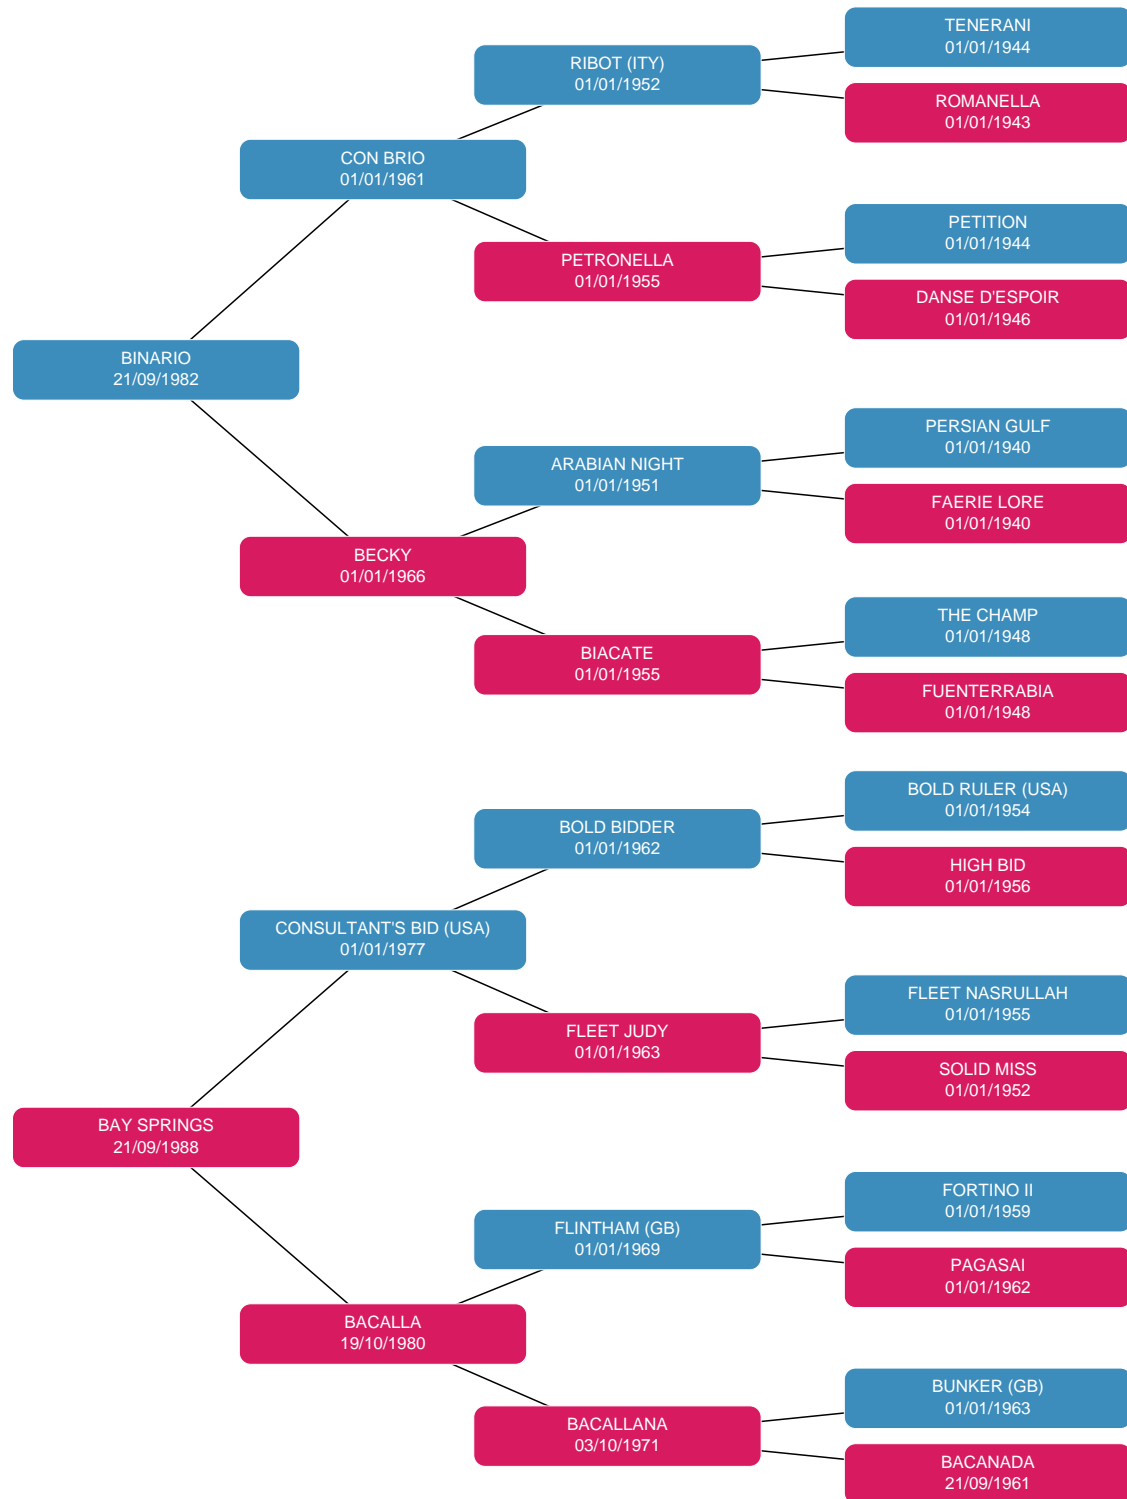 TENERANI
01/01/1944
RIBOT (ITY)
01/01/1952
ROMANELLA
01/01/1943
CON BRIO
01/01/1961
PETITION
01/01/1944
PETRONELLA
01/01/1955
DANSE D'ESPOIR
01/01/1946
BINARIO
21/09/1982
PERSIAN GULF
01/01/1940
ARABIAN NIGHT
01/01/1951
FAERIE LORE
01/01/1940
BECKY
01/01/1966
THE CHAMP
01/01/1948
BIACATE
01/01/1955
FUENTERRABIA
01/01/1948
BOLD RULER (USA)
01/01/1954
BOLD BIDDER
01/01/1962
HIGH BID
01/01/1956
CONSULTANT'S BID (USA)
01/01/1977
FLEET NASRULLAH
01/01/1955
FLEET JUDY
01/01/1963
SOLID MISS
01/01/1952
BAY SPRINGS
21/09/1988
FORTINO II
01/01/1959
FLINTHAM (GB)
01/01/1969
PAGASAI
01/01/1962
BACALLA
19/10/1980
BUNKER (GB)
01/01/1963
BACALLANA
03/10/1971
BACANADA
21/09/1961